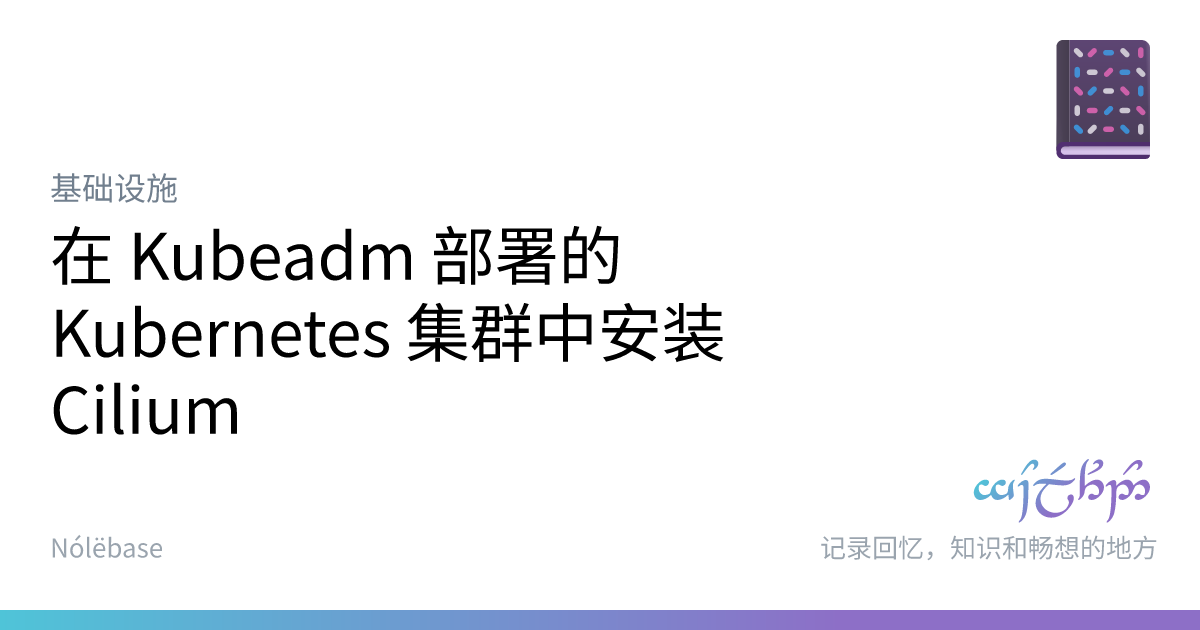 基础设施
在 Kubeadm 部署的
Kubernetes 集群中安装
Cilium
Nólëbase
记录回忆，知识和畅想的地方